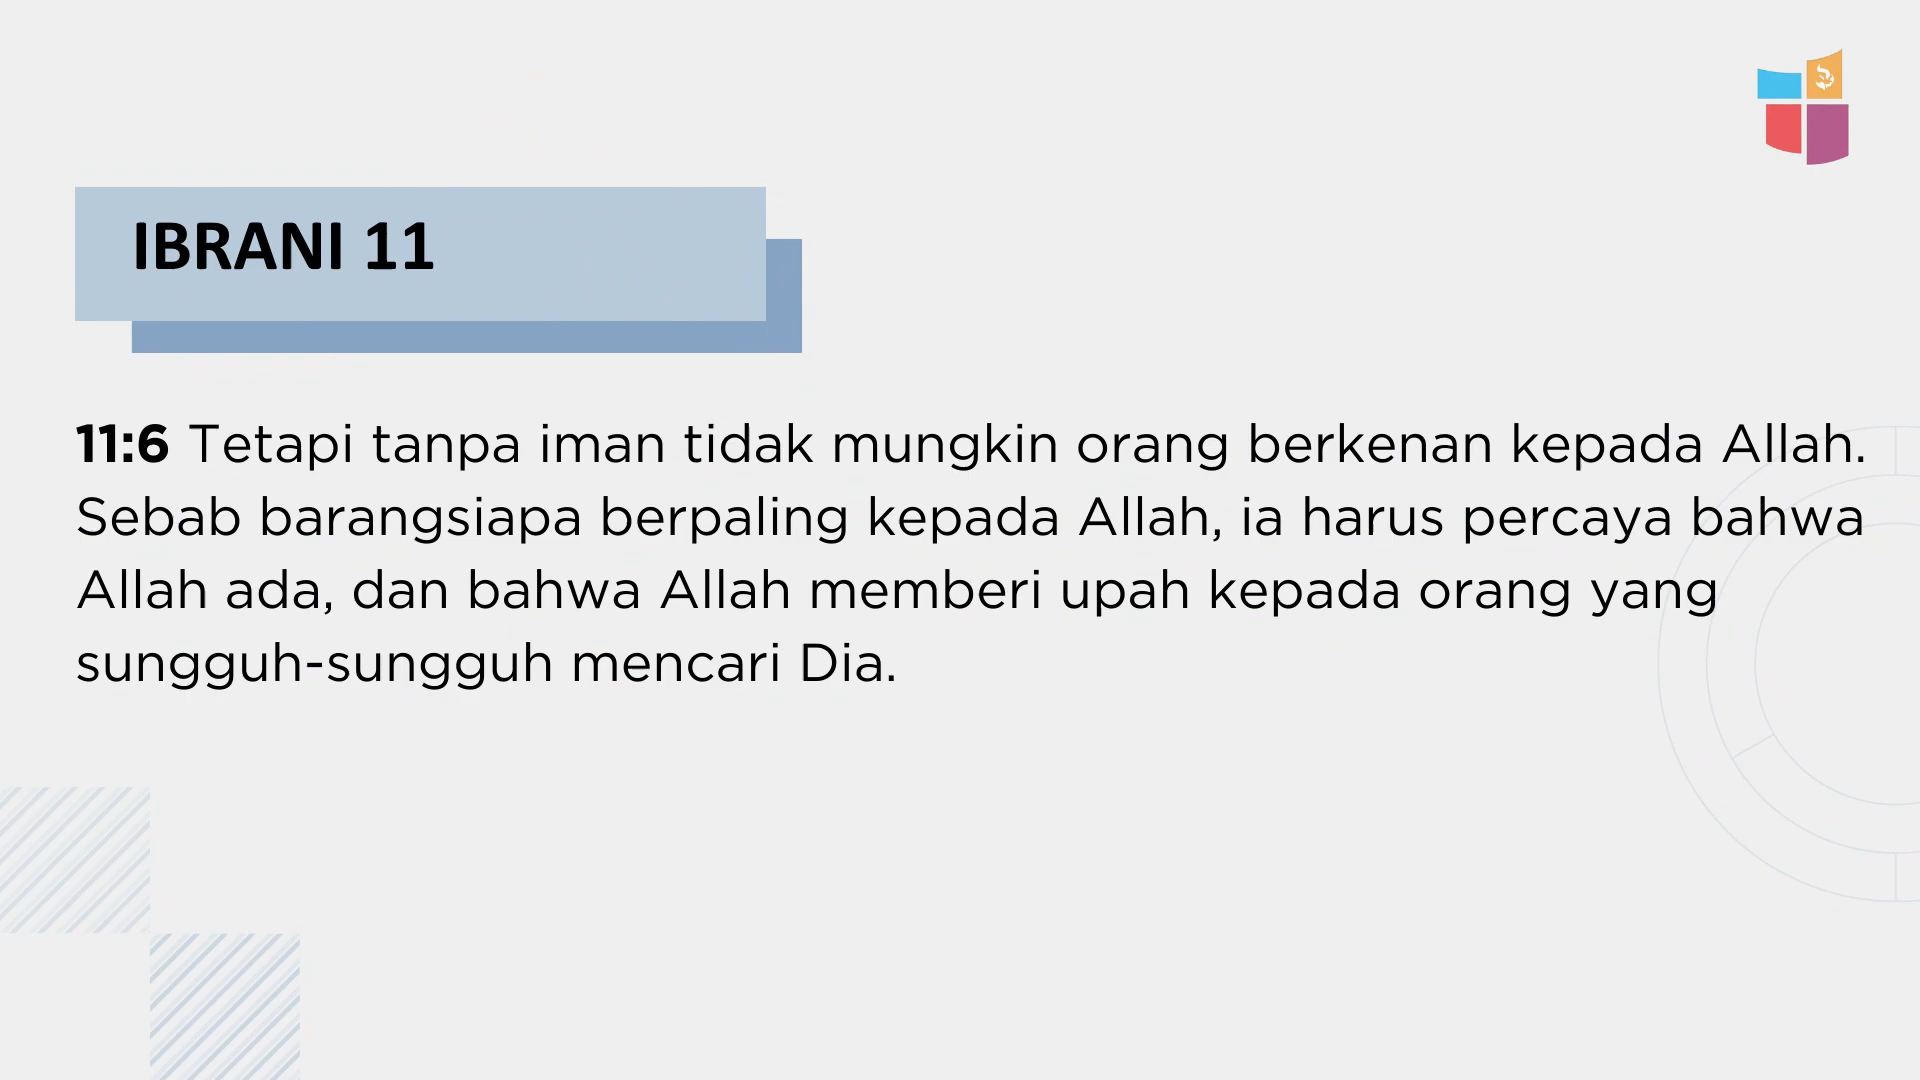 IBRANI 11
11:6 Tetapi tanpa iman tidak mungkin orang berkenan kepada Allah.
Sebab barangsiapa berpaling kepada Allah, ia harus percaya bahwa
Allah ada, dan bahwa Allah memberi upah kepada orang yang
sungguh-sungguh mencari Dia.